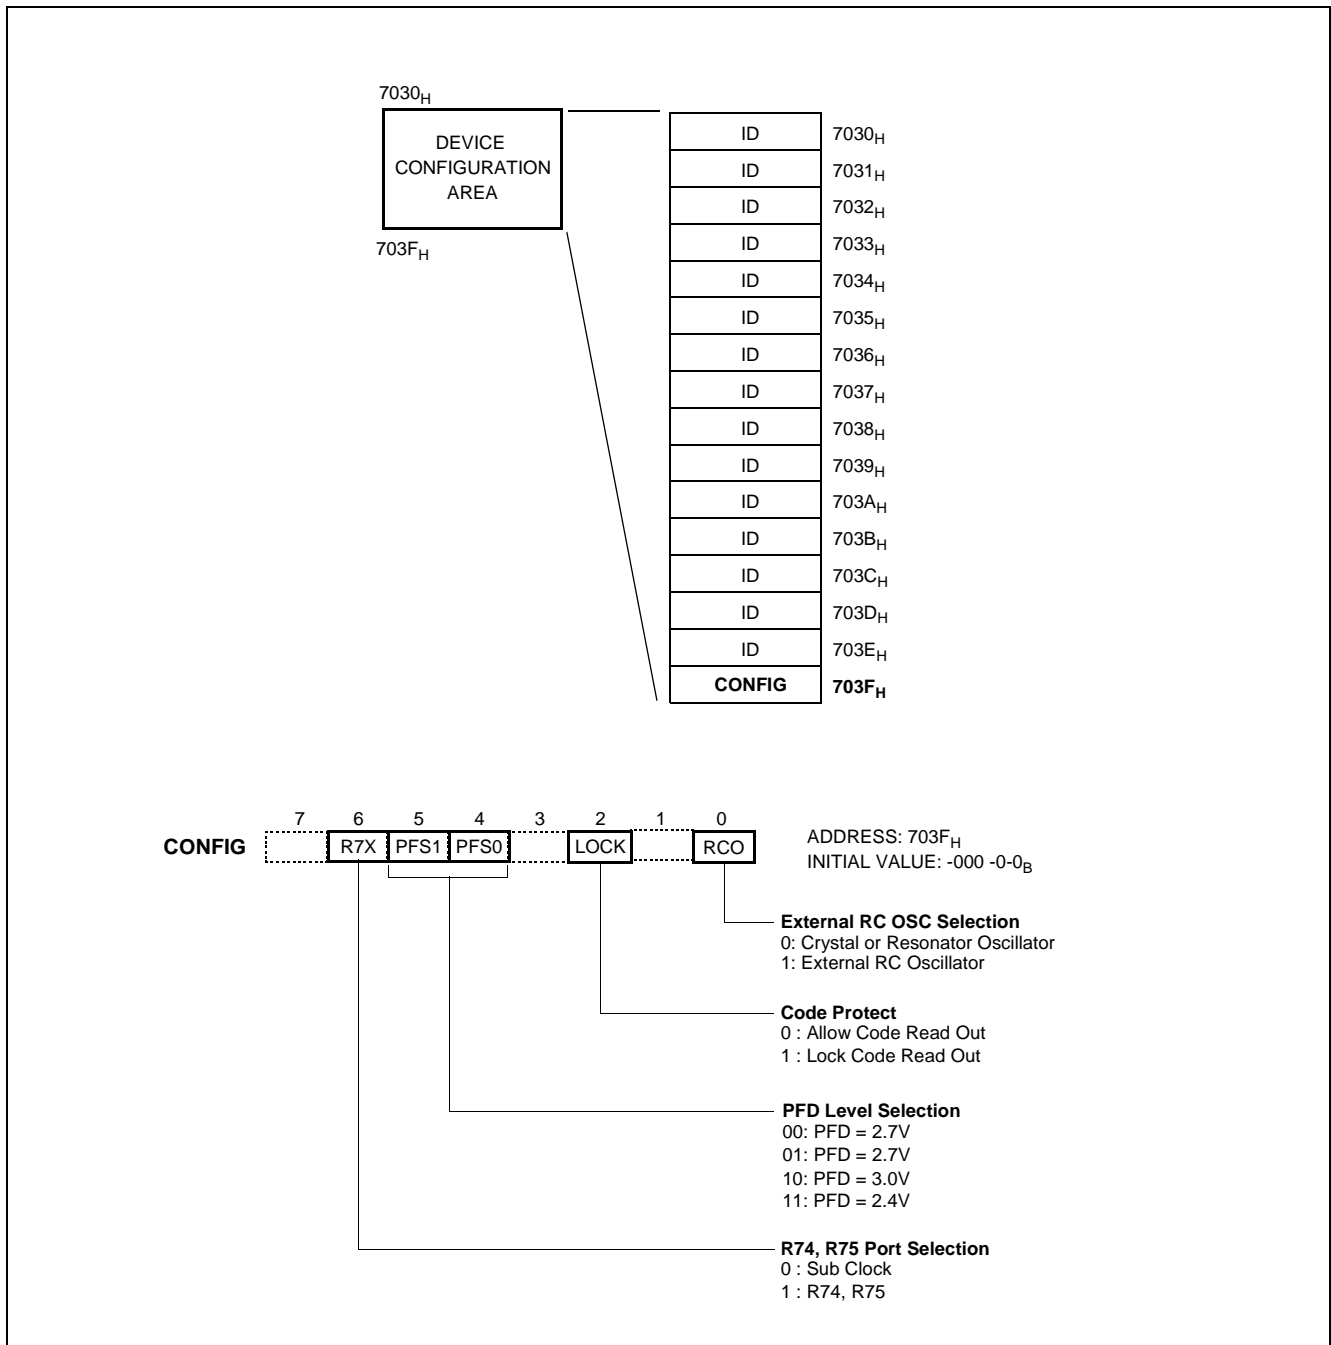 7030H
DEVICE
CONFIGURATION
AREA
703FH
ID 7030H
ID 7031H
ID 7032H
ID 7033H
ID 7034H
ID 7035H
ID 7036H
ID 7037H
ID 7038H
ID 7039H
ID 703AH
ID 703BH
ID 703CH
ID 703DH
ID 703EH
CONFIG 703FH
7 6 5 4 3 2 1 0
CONFIG R7X PFS1 PFS0 LOCK RCO
ADDRESS: 703FH
INITIAL VALUE: -000 -0-0B
External RC OSC Selection
0: Crystal or Resonator Oscillator
1: External RC Oscillator
Code Protect
0 : Allow Code Read Out
1 : Lock Code Read Out
PFD Level Selection
00: PFD = 2.7V
01: PFD = 2.7V
10: PFD = 3.0V
11: PFD = 2.4V
R74, R75 Port Selection
0 : Sub Clock
1 : R74, R75